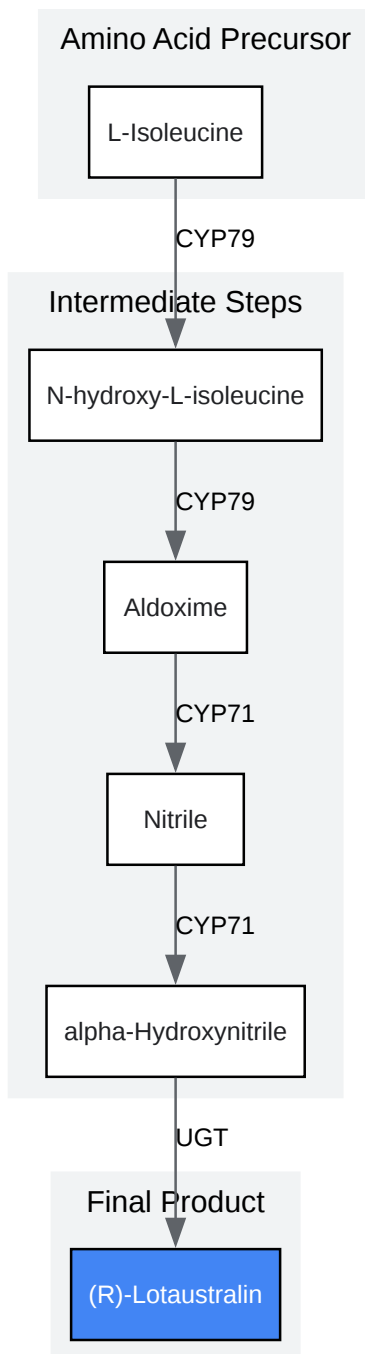 Amino Acid Precursor
L-Isoleucine
CYP79
Intermediate Steps
N-hydroxy-L-isoleucine
CYP79
Aldoxime
CYP71
Nitrile
CYP71
alpha-Hydroxynitrile
UGT
Final Product
(R)-Lotaustralin